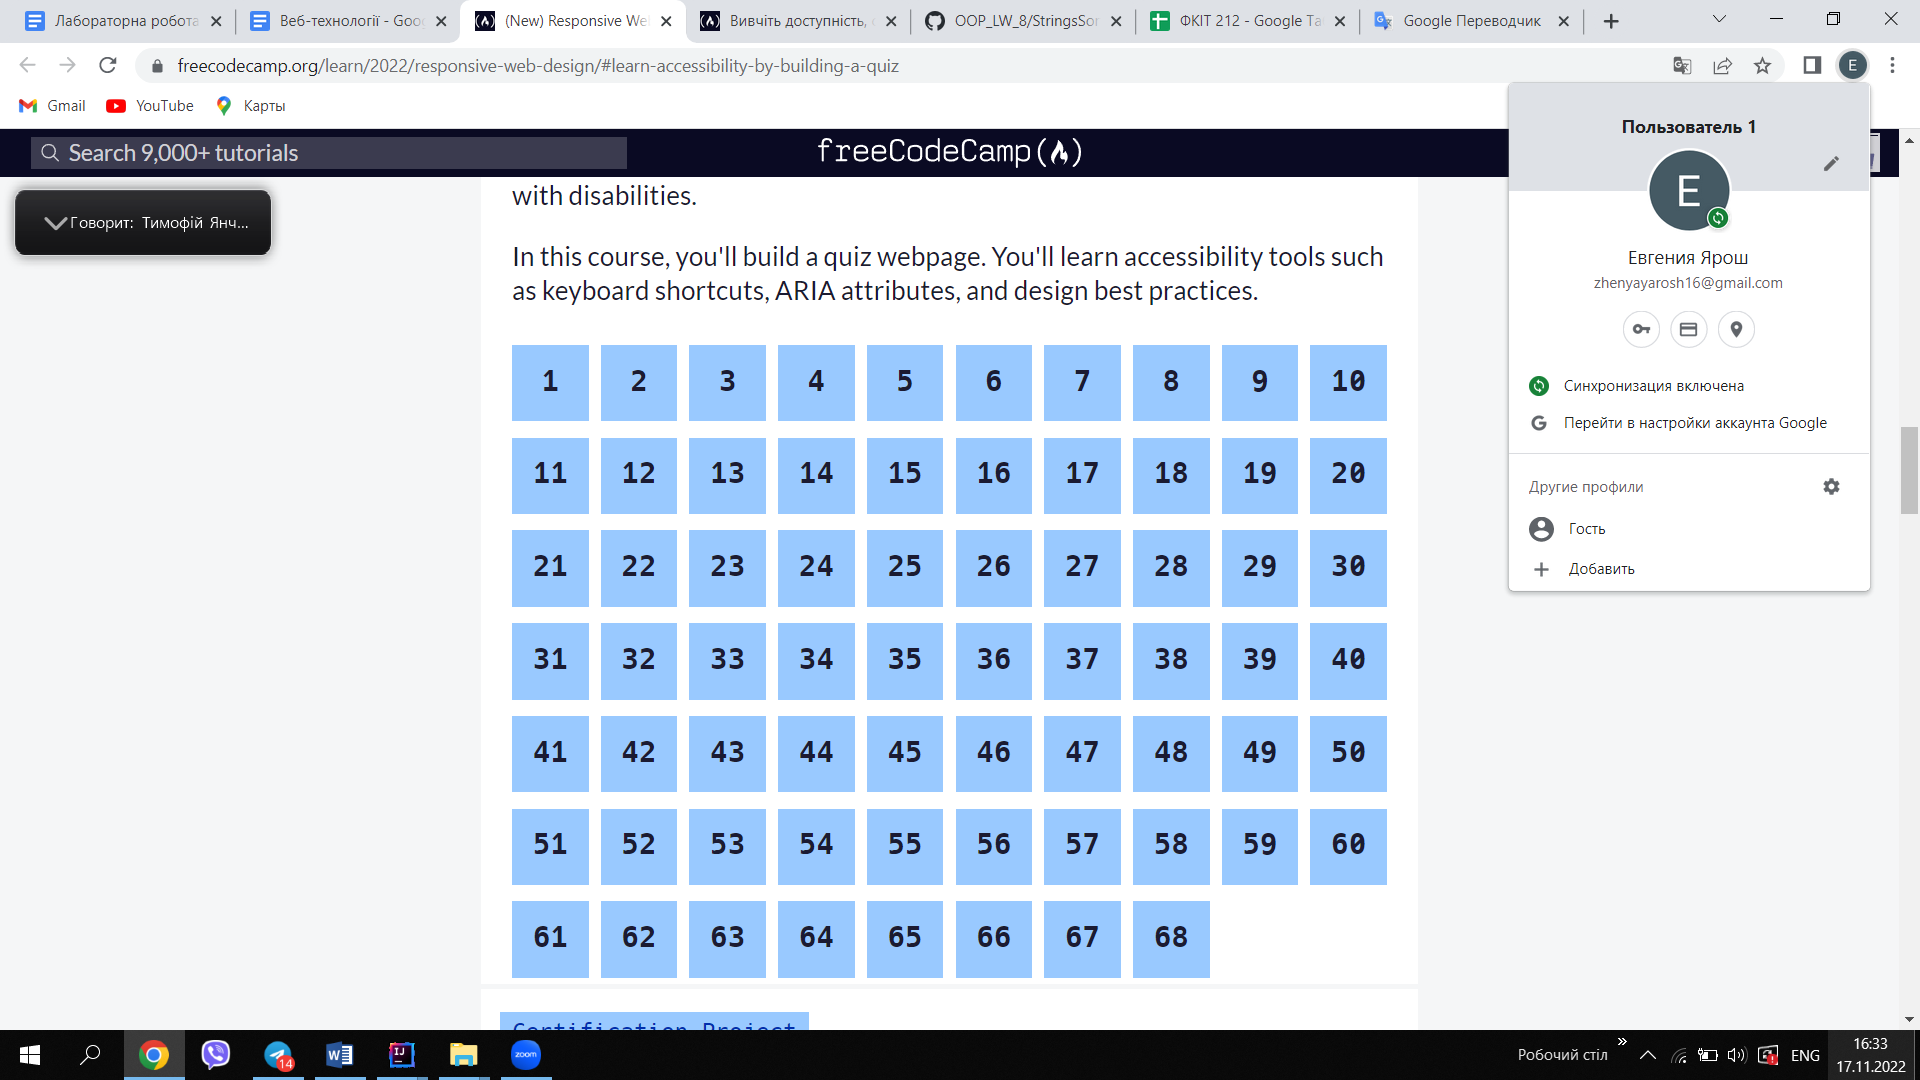 Лабораторна робота
Веб-технології - Goo
(New) Responsive We
Вивчіть доступність,
OOP_LW_8/StringsSor
ФКІТ 212 - Google Та
Google Переводчик
freecodecamp.org/learn/2022/responsive-web-design/#learn-accessibility-by-building-a-quiz
E
Gmail
YouTube
Карты
Search 9,000+ tutorials
freeCodeCamp
Говорит: Тимофій Янч...
with disabilities.
In this course, you'll build a quiz webpage. You'll learn accessibility tools such
as keyboard shortcuts, ARIA attributes, and design best practices.
1 2 3 4 5 6 7 8 9 10
11 12 13 14 15 16 17 18 19 20
21 22 23 24 25 26 27 28 29 30
31 32 33 34 35 36 37 38 39 40
41 42 43 44 45 46 47 48 49 50
51 52 53 54 55 56 57 58 59 60
61 62 63 64 65 66 67 68
Certification Project
Пользователь 1
E
Евгения Ярош
zhenyayarosh16@gmail.com
Синхронизация включена
Перейти в настройки аккаунта Google
Другие профили
Гость
Добавить
14
zoom
Робочий стіл
ENG
16:33
17.11.2022